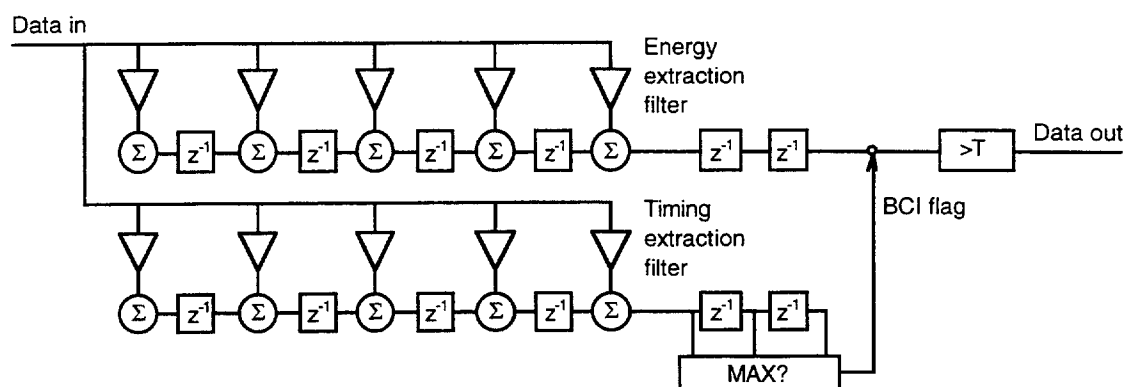 Data in
Energy
extraction
filter
Σ z⁻¹ Σ z⁻¹ Σ z⁻¹ Σ z⁻¹ Σ z⁻¹ z⁻¹ >T Data out
BCI flag
Timing
extraction
filter
Σ z⁻¹ Σ z⁻¹ Σ z⁻¹ Σ z⁻¹ Σ z⁻¹ z⁻¹
MAX?